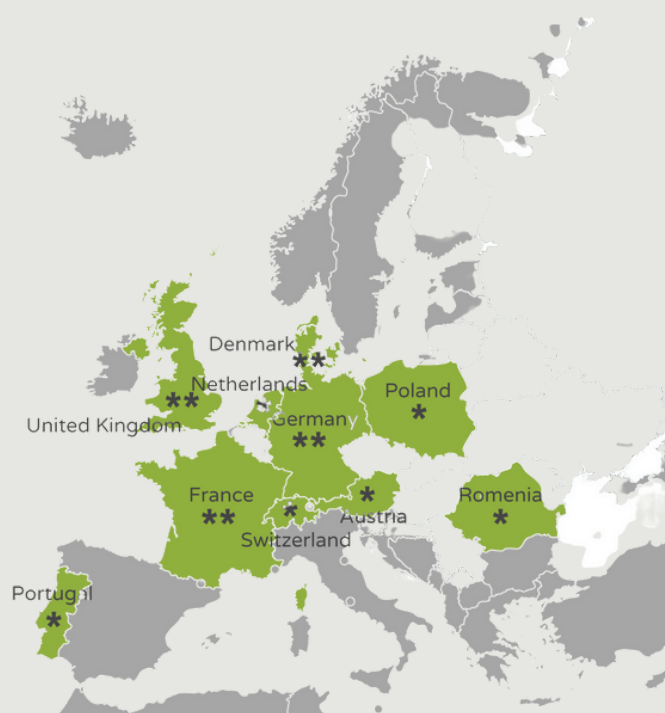 Denmark
**
Netherlands
**
United Kingdom
Germany
**
Poland
*
France
**
*
Switzerland
*
Austria
Romenia
*
Portugal
*